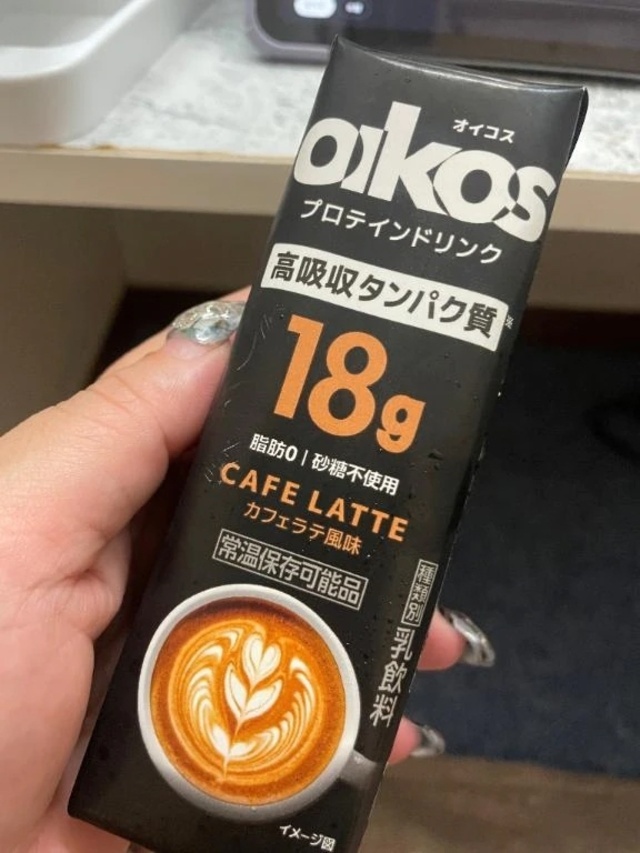 オイコス
oikos
プロテインドリンク
高吸収タンパク質
18g
脂肪0 | 砂糖不使用
CAFE LATTE
カフェラテ風味
常温保存可能品
種類別
乳飲料
イメージ図